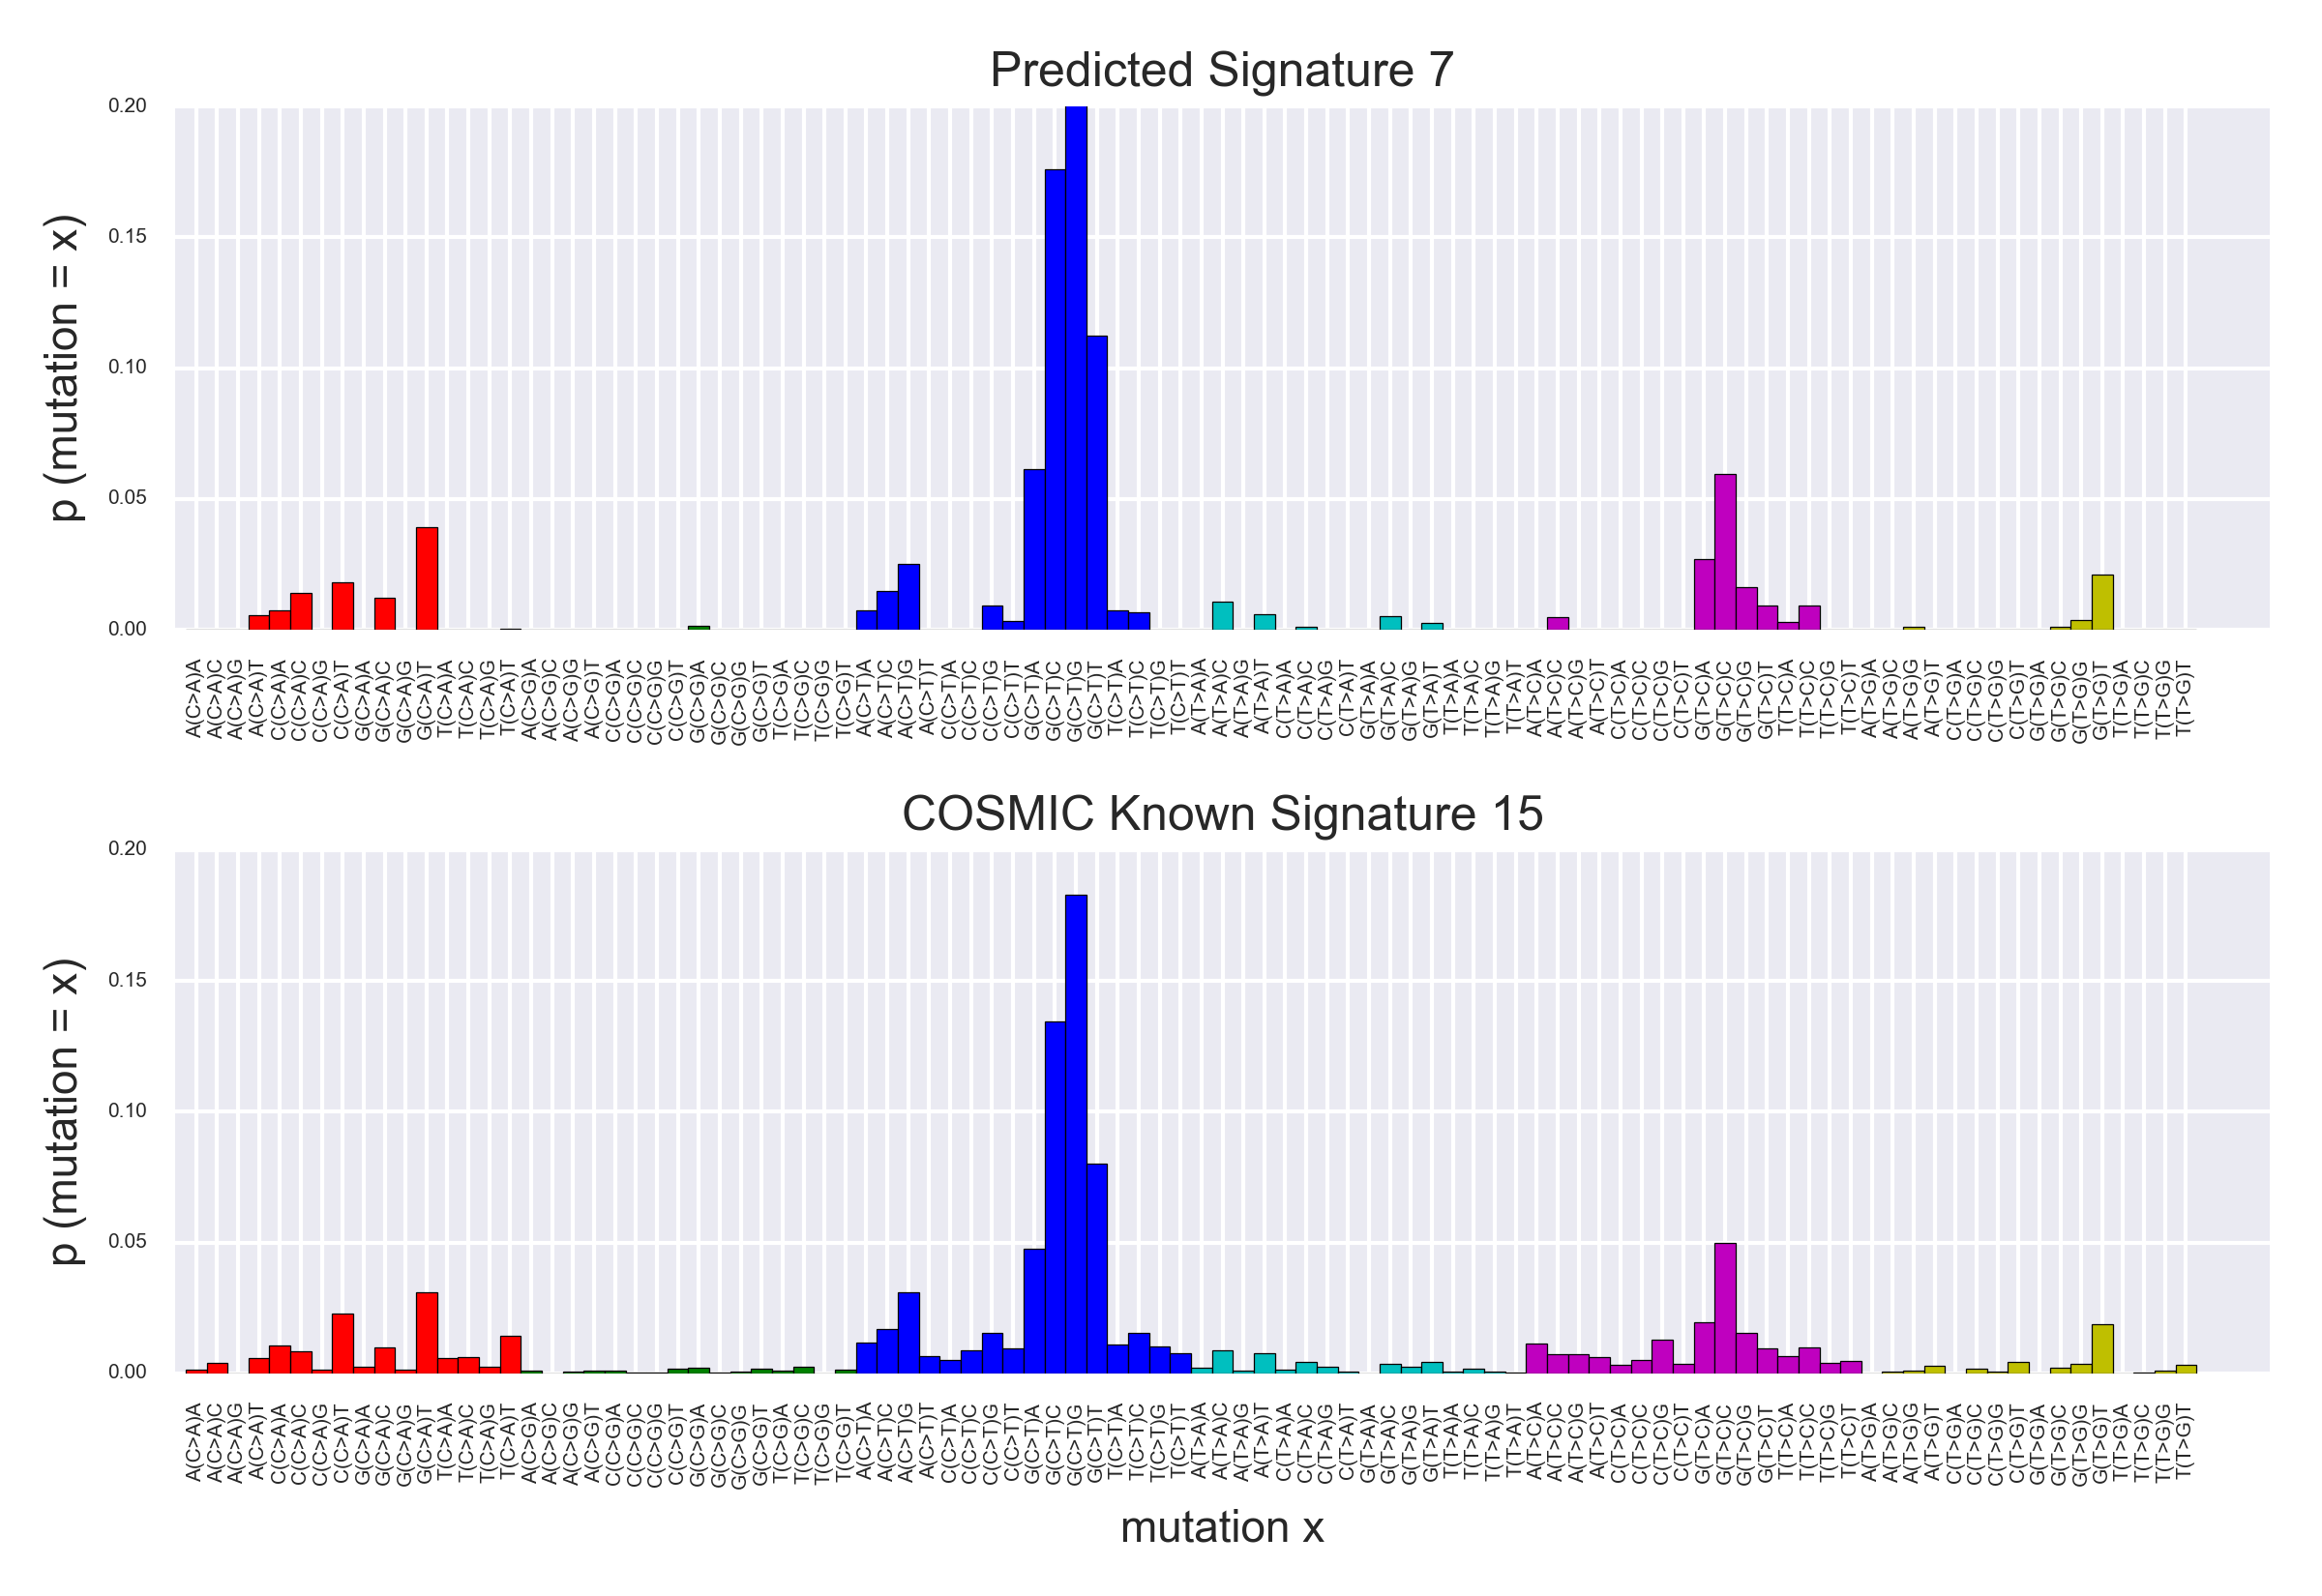 Predicted Signature 7
0.20
0.15
0.10
0.05
0.00
p (mutation = x)
A(C>A)A A(C>A)C A(C>A)G A(C>A)T C(C>A)A C(C>A)C C(C>A)G C(C>A)T G(C>A)A G(C>A)C G(C>A)G G(C>A)T T(C>A)A T(C>A)C T(C>A)G T(C>A)T A(C>G)A A(C>G)C A(C>G)G A(C>G)T C(C>G)A C(C>G)C C(C>G)G C(C>G)T G(C>G)A G(C>G)C G(C>G)G G(C>G)T T(C>G)A T(C>G)C T(C>G)G T(C>G)T A(C>T)A A(C>T)C A(C>T)G A(C>T)T C(C>T)A C(C>T)C C(C>T)G C(C>T)T G(C>T)A G(C>T)C G(C>T)G G(C>T)T T(C>T)A T(C>T)C T(C>T)G T(C>T)T A(T>A)A A(T>A)C A(T>A)G A(T>A)T C(T>A)A C(T>A)C C(T>A)G C(T>A)T G(T>A)A G(T>A)C G(T>A)G G(T>A)T T(T>A)A T(T>A)C T(T>A)G T(T>A)T A(T>C)A A(T>C)C A(T>C)G A(T>C)T C(T>C)A C(T>C)C C(T>C)G C(T>C)T G(T>C)A G(T>C)C G(T>C)G G(T>C)T T(T>C)A T(T>C)C T(T>C)G T(T>C)T A(T>G)A A(T>G)C A(T>G)G A(T>G)T C(T>G)A C(T>G)C C(T>G)G C(T>G)T G(T>G)A G(T>G)C G(T>G)G G(T>G)T T(T>G)A T(T>G)C T(T>G)G T(T>G)T
COSMIC Known Signature 15
0.20
0.15
0.10
0.05
0.00
p (mutation = x)
A(C>A)A A(C>A)C A(C>A)G A(C>A)T C(C>A)A C(C>A)C C(C>A)G C(C>A)T G(C>A)A G(C>A)C G(C>A)G G(C>A)T T(C>A)A T(C>A)C T(C>A)G T(C>A)T A(C>G)A A(C>G)C A(C>G)G A(C>G)T C(C>G)A C(C>G)C C(C>G)G C(C>G)T G(C>G)A G(C>G)C G(C>G)G G(C>G)T T(C>G)A T(C>G)C T(C>G)G T(C>G)T A(C>T)A A(C>T)C A(C>T)G A(C>T)T C(C>T)A C(C>T)C C(C>T)G C(C>T)T G(C>T)A G(C>T)C G(C>T)G G(C>T)T T(C>T)A T(C>T)C T(C>T)G T(C>T)T A(T>A)A A(T>A)C A(T>A)G A(T>A)T C(T>A)A C(T>A)C C(T>A)G C(T>A)T G(T>A)A G(T>A)C G(T>A)G G(T>A)T T(T>A)A T(T>A)C T(T>A)G T(T>A)T A(T>C)A A(T>C)C A(T>C)G A(T>C)T C(T>C)A C(T>C)C C(T>C)G C(T>C)T G(T>C)A G(T>C)C G(T>C)G G(T>C)T T(T>C)A T(T>C)C T(T>C)G T(T>C)T A(T>G)A A(T>G)C A(T>G)G A(T>G)T C(T>G)A C(T>G)C C(T>G)G C(T>G)T G(T>G)A G(T>G)C G(T>G)G G(T>G)T T(T>G)A T(T>G)C T(T>G)G T(T>G)T
mutation x